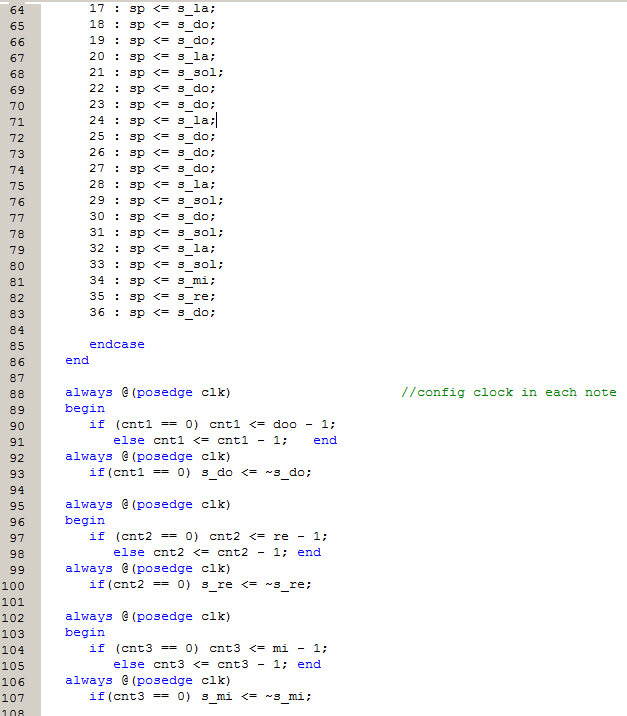 64 17 : sp <= s_la;
65 18 : sp <= s_do;
66 19 : sp <= s_do;
67 20 : sp <= s_la;
68 21 : sp <= s_sol;
69 22 : sp <= s_do;
70 23 : sp <= s_do;
71 24 : sp <= s_la;
72 25 : sp <= s_do;
73 26 : sp <= s_do;
74 27 : sp <= s_do;
75 28 : sp <= s_la;
76 29 : sp <= s_sol;
77 30 : sp <= s_do;
78 31 : sp <= s_sol;
79 32 : sp <= s_la;
80 33 : sp <= s_sol;
81 34 : sp <= s_mi;
82 35 : sp <= s_re;
83 36 : sp <= s_do;
84
85 endcase
86 end
87
88 always @(posedge clk) //config clock in each note
89 begin
90 if (cnt1 == 0) cnt1 <= doo - 1;
91 else cnt1 <= cnt1 - 1; end
92 always @(posedge clk)
93 if(cnt1 == 0) s_do <= ~s_do;
94
95 always @(posedge clk)
96 begin
97 if (cnt2 == 0) cnt2 <= re - 1;
98 else cnt2 <= cnt2 - 1; end
99 always @(posedge clk)
100 if(cnt2 == 0) s_re <= ~s_re;
101
102 always @(posedge clk)
103 begin
104 if (cnt3 == 0) cnt3 <= mi - 1;
105 else cnt3 <= cnt3 - 1; end
106 always @(posedge clk)
107 if(cnt3 == 0) s_mi <= ~s_mi;
108